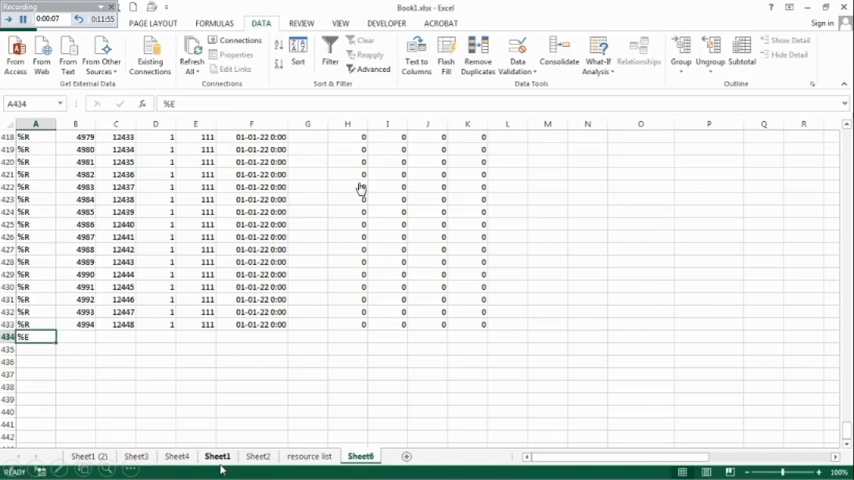 Recording
0:00:07 0:11:55
Book1.xlsx - Excel
Sign in
PAGE LAYOUT FORMULAS DATA REVIEW VIEW DEVELOPER ACROBAT
From Access
From Web
From Text
From Other Sources
Existing Connections
Get External Data
Refresh All
Connections
Properties
Edit Links
Connections
Sort
Filter
Clear
Reapply
Advanced
Sort & Filter
Text to Columns
Flash Fill
Remove Duplicates
Data Validation
Consolidate
What-If Analysis
Relationships
Data Tools
Group
Ungroup
Subtotal
Show Detail
Hide Detail
Outline
A434 fx %E
A B C D E F G H I J K L M N O P Q R
418 %R 4979 12433 1 111 01-01-22 0:00 0 0 0 0
419 %R 4980 12434 1 111 01-01-22 0:00 0 0 0 0
420 %R 4981 12435 1 111 01-01-22 0:00 0 0 0 0
421 %R 4982 12436 1 111 01-01-22 0:00 0 0 0 0
422 %R 4983 12437 1 111 01-01-22 0:00 0 0 0 0
423 %R 4984 12438 1 111 01-01-22 0:00 0 0 0 0
424 %R 4985 12439 1 111 01-01-22 0:00 0 0 0 0
425 %R 4986 12440 1 111 01-01-22 0:00 0 0 0 0
426 %R 4987 12441 1 111 01-01-22 0:00 0 0 0 0
427 %R 4988 12442 1 111 01-01-22 0:00 0 0 0 0
428 %R 4989 12443 1 111 01-01-22 0:00 0 0 0 0
429 %R 4990 12444 1 111 01-01-22 0:00 0 0 0 0
430 %R 4991 12445 1 111 01-01-22 0:00 0 0 0 0
431 %R 4992 12446 1 111 01-01-22 0:00 0 0 0 0
432 %R 4993 12447 1 111 01-01-22 0:00 0 0 0 0
433 %R 4994 12448 1 111 01-01-22 0:00 0 0 0 0
434 %E
435
436
437
438
439
440
441
442
Sheet1 (2) Sheet3 Sheet4 Sheet1 Sheet2 resource list Sheet6
READY 100%